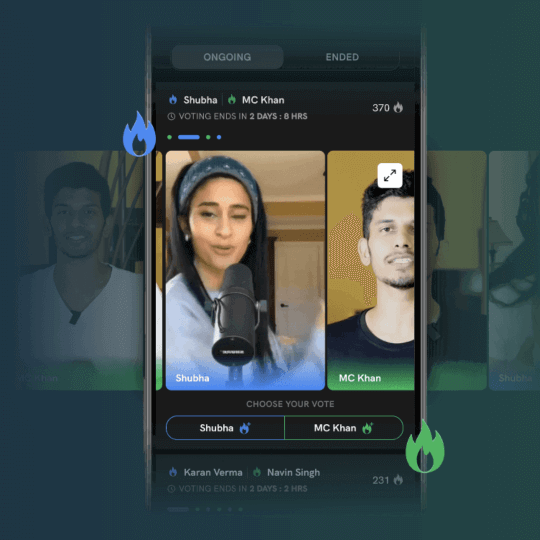 ONGOING
ENDED
Shubha
MC Khan
370
VOTING ENDS IN 2 DAYS : 8 HRS
Shubha
MC Khan
Shubha
CHOOSE YOUR VOTE
Shubha
MC Khan
Karan Verma
Navin Singh
231
VOTING ENDS IN 2 DAYS : 2 HRS